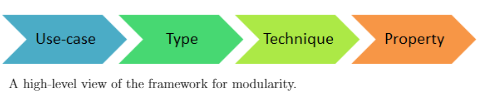 Use-case Type Technique Property
A high-level view of the framework for modularity.